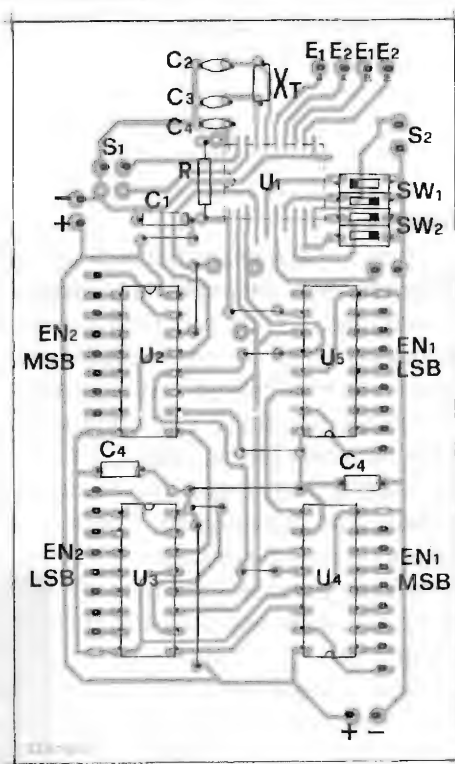 C2
E1 E2 E1 E2
XT
C3
C4
S1
S2
R
U1
SW1
-
C1
+
SW2
EN2
MSB
U2
U5
EN1
LSB
C4
C4
EN2
LSB
U3
U4
EN1
MSB
+ -